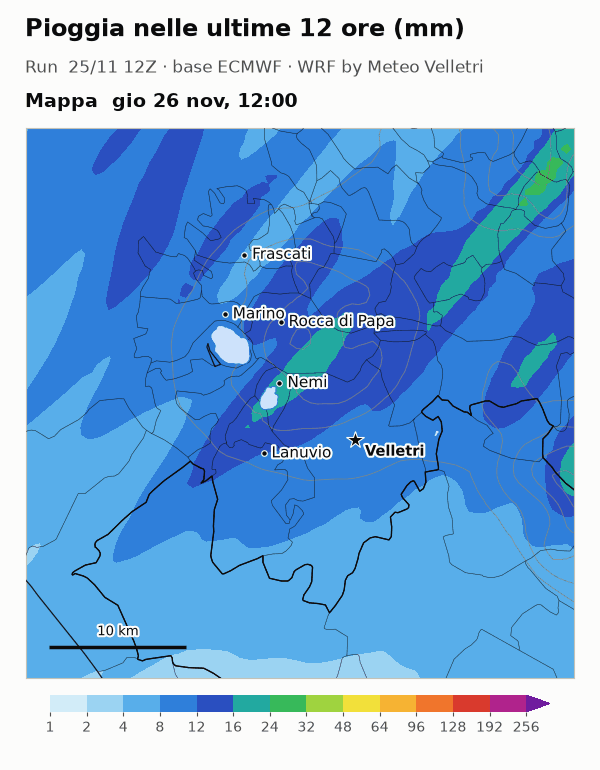 Pioggia nelle ultime 12 ore (mm)
Run  25/11 12Z · base ECMWF · WRF by Meteo Velletri
Mappa  gio 26 nov, 12:00
Frascati
Marino
Rocca di Papa
Nemi
Velletri
Lanuvio
10 km
1 2 4 8 12 16 24 32 48 64 96 128 192 256